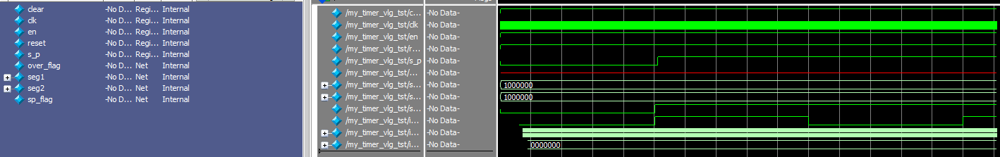 clear -No D... Regi... Internal
clk -No D... Regi... Internal
en -No D... Regi... Internal
reset -No D... Regi... Internal
s_p -No D... Regi... Internal
over_flag -No D... Net Internal
seg1 -No D... Net Internal
seg2 -No D... Net Internal
sp_flag -No D... Net Internal
/my_timer_vlg_tst/c... -No Data-
/my_timer_vlg_tst/clk -No Data-
/my_timer_vlg_tst/en -No Data-
/my_timer_vlg_tst/r... -No Data-
/my_timer_vlg_tst/s_p -No Data-
/my_timer_vlg_tst/... -No Data-
/my_timer_vlg_tst/s... -No Data- 1000000
/my_timer_vlg_tst/s... -No Data- 1000000
/my_timer_vlg_tst/s... -No Data-
/my_timer_vlg_tst/i... -No Data-
/my_timer_vlg_tst/i... -No Data-
/my_timer_vlg_tst/i... -No Data- 0000000